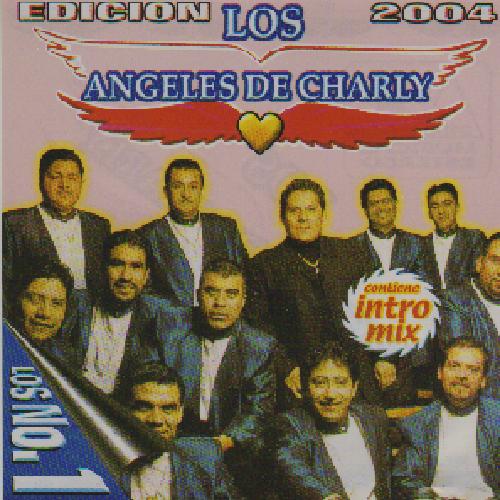 EDICION 2004
LOS
ANGELES DE CHARLY
contiene
intro
mix
LOS NO. 1